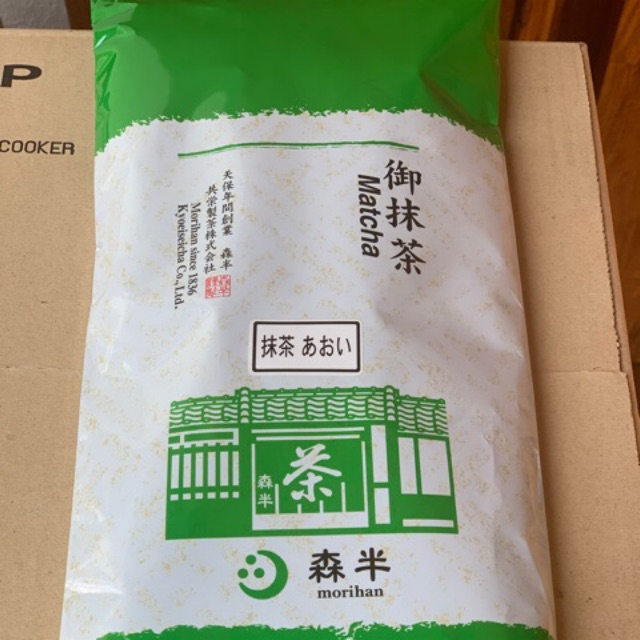 P
COOKER
御抹茶
Matcha
天保年間創業 森半
共栄製茶株式会社
Morihan since 1836
Kyoeiseicha Co., Ltd.
抹茶 あおい
茶
森半
森半
morihan